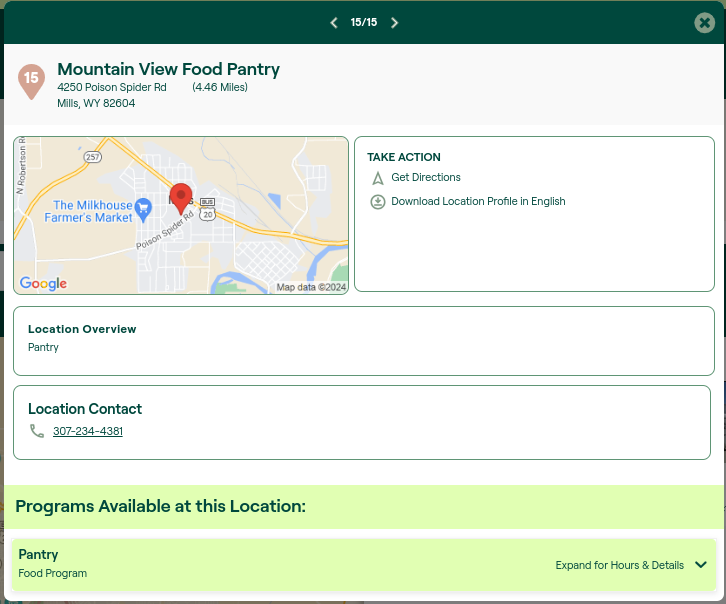 15/15
15
Mountain View Food Pantry
4250 Poison Spider Rd (4.46 Miles)
Mills, WY 82604
N Robertson R
257
The Milkhouse
Farmer's Market
BUS
20
Poison Spider Rd
Google
Map data ©2024
TAKE ACTION
Get Directions
Download Location Profile in English
Location Overview
Pantry
Location Contact
307-234-4381
Programs Available at this Location:
Pantry
Food Program
Expand for Hours & Details